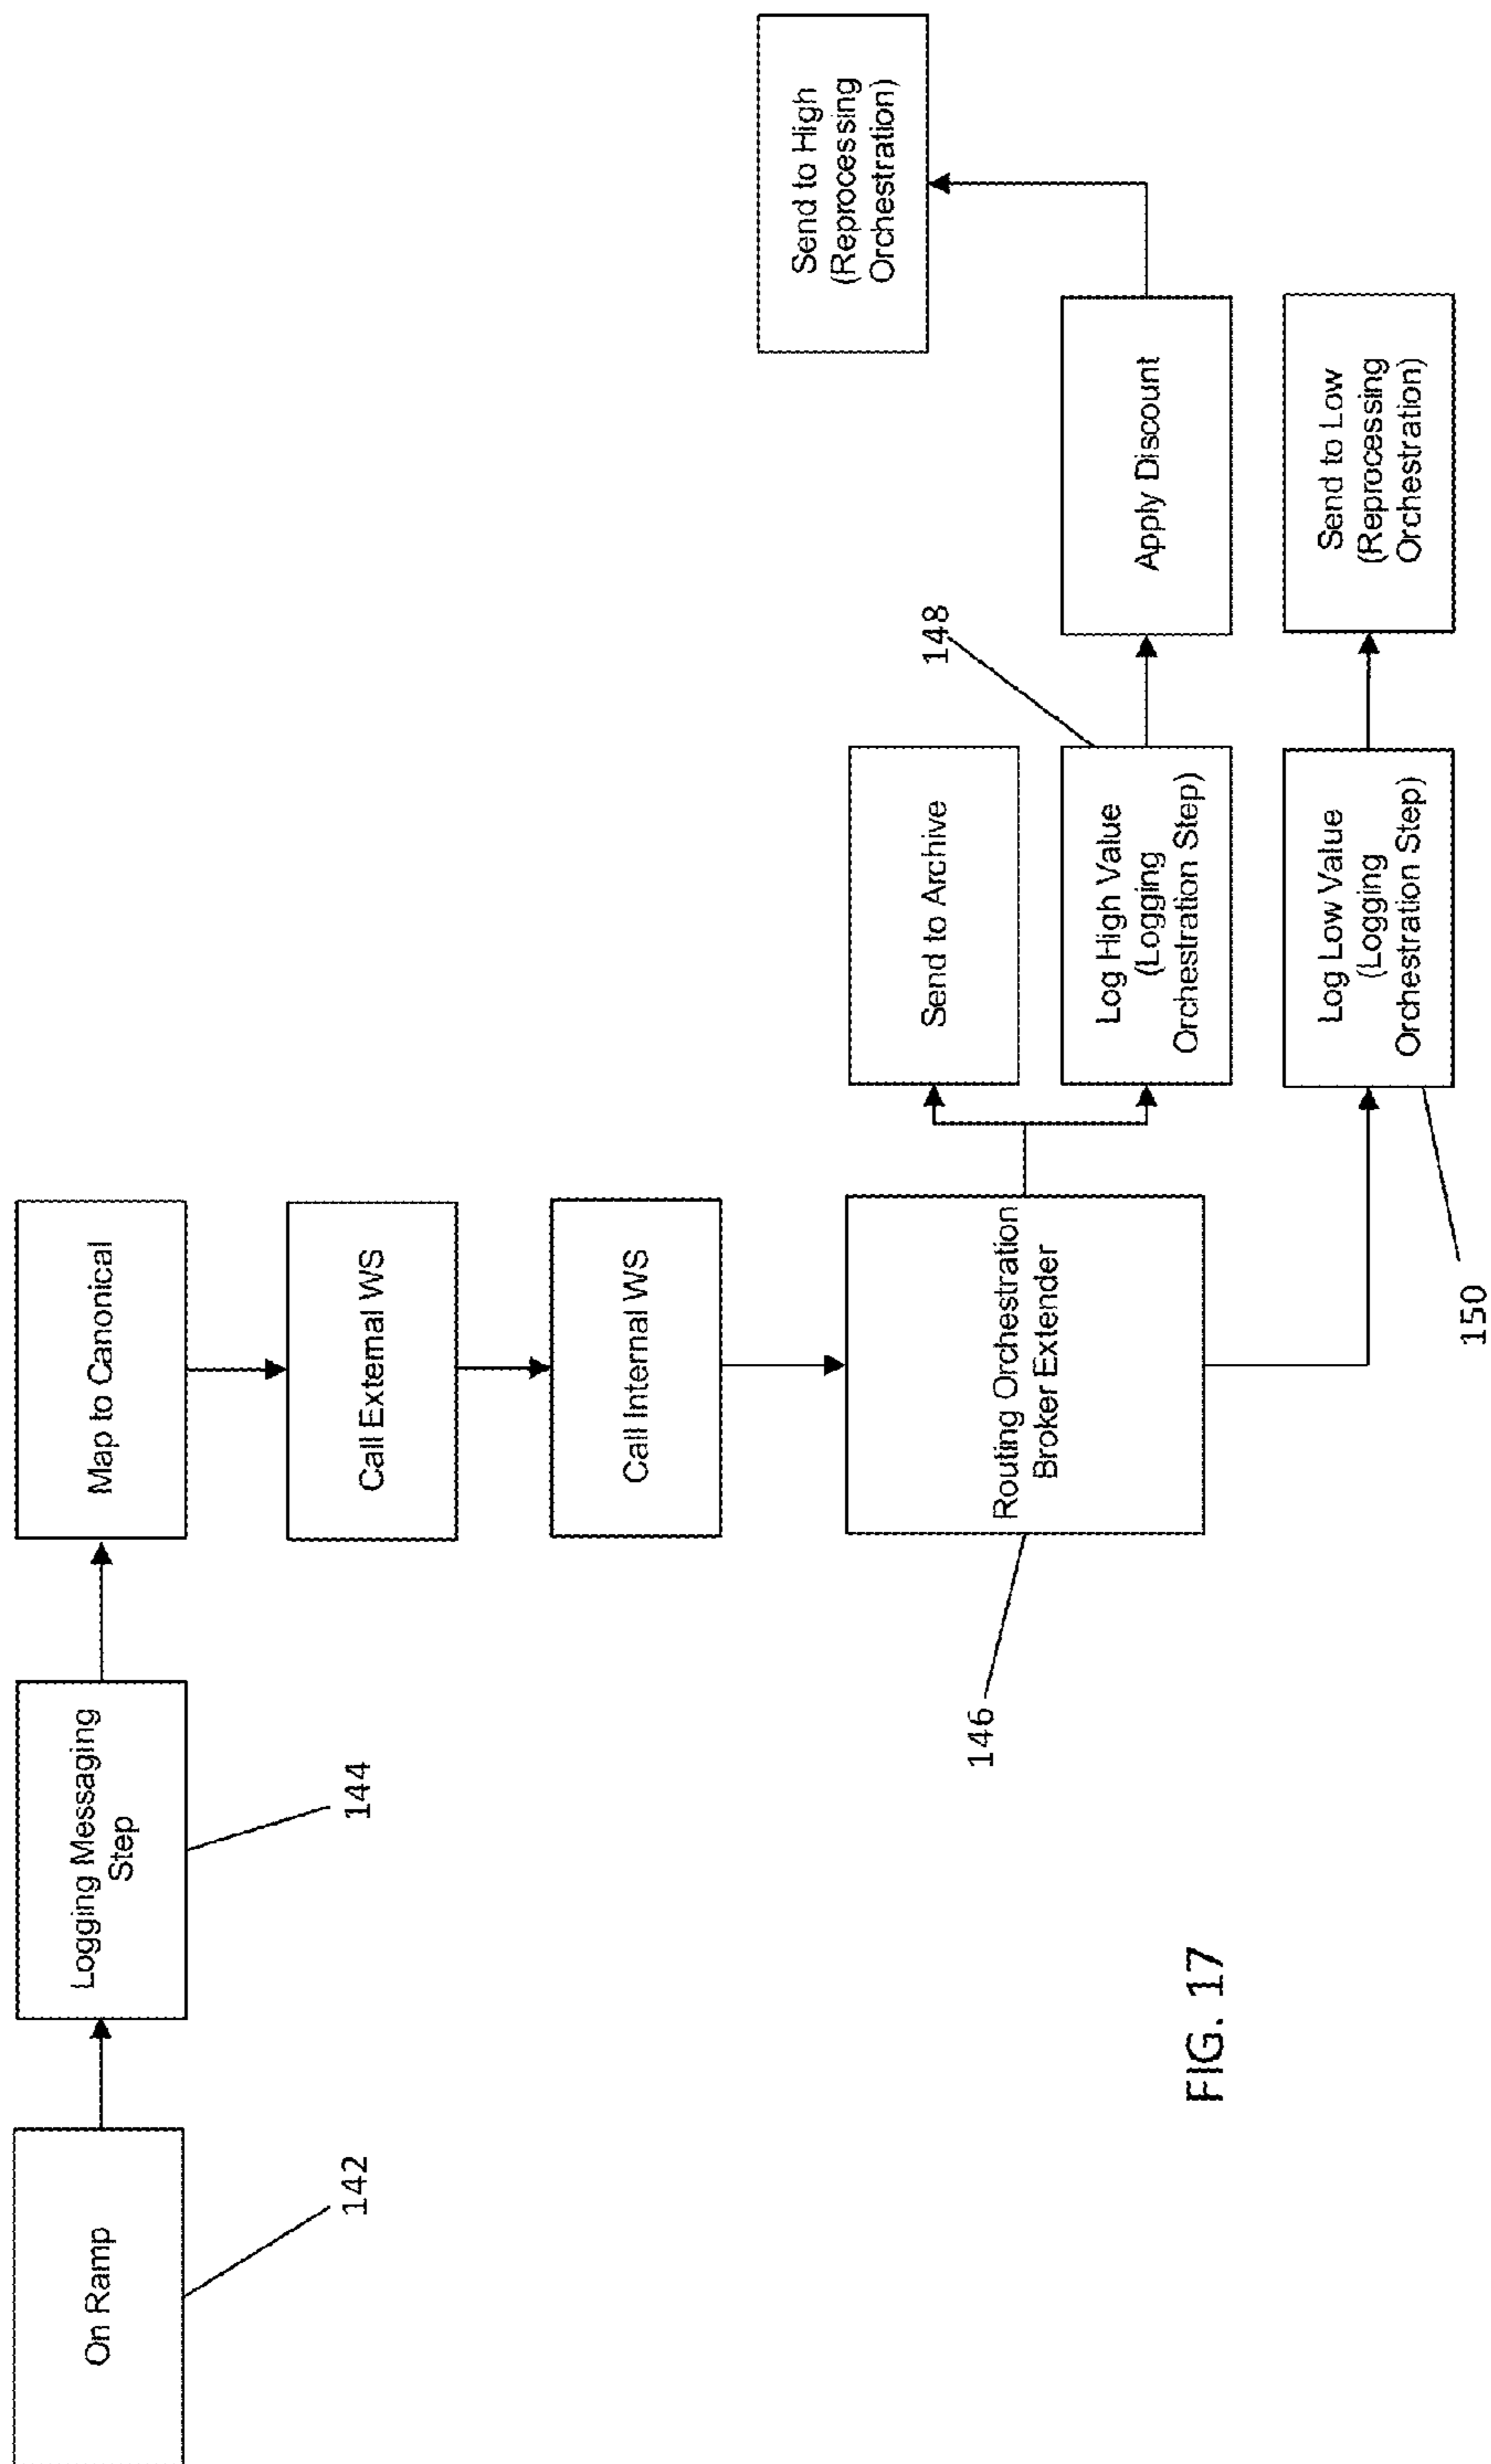 On Ramp
142
Logging Messaging
Step
144
Map to Canonical
Call External WS
Call Internal WS
Routing Orchestration
Broker Extender
146
Send to Archive
Log High Value
(Logging
Orchestration Step)
148
Apply Discount
Send to High
(Reprocessing
Orchestration)
Log Low Value
(Logging
Orchestration Step)
150
Send to Low
(Reprocessing
Orchestration)
FIG. 17